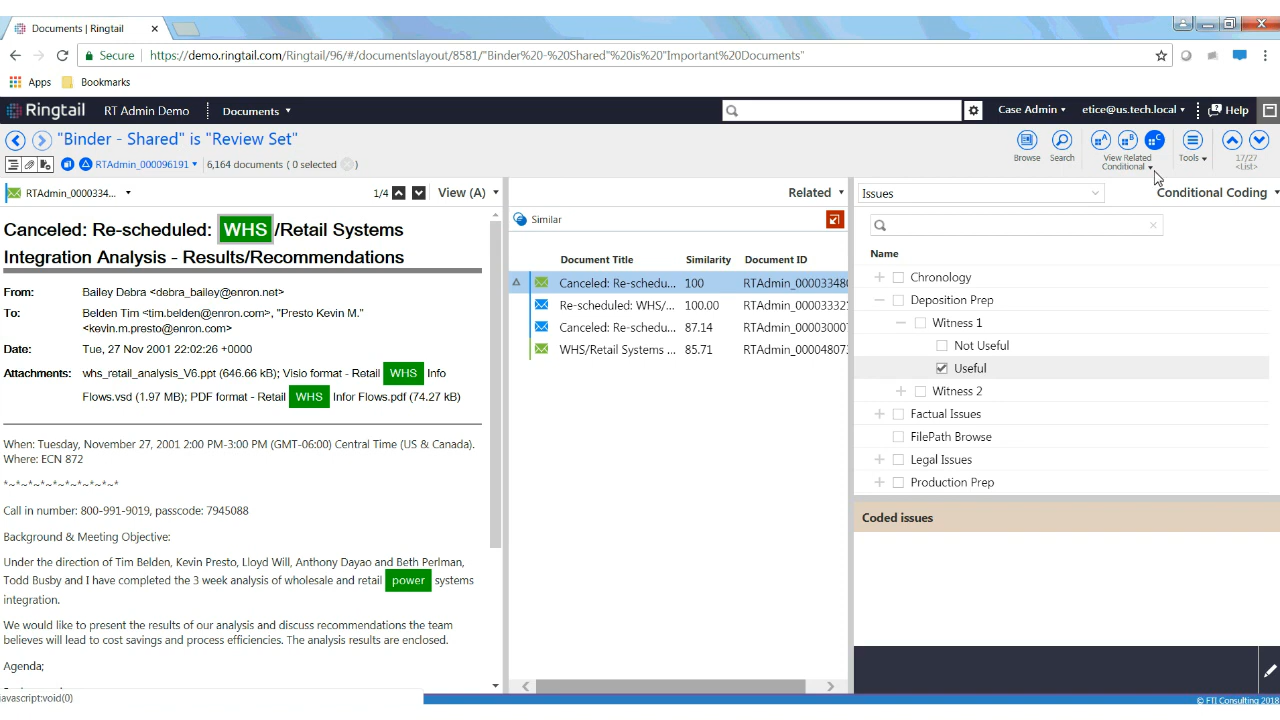 Documents | Ringtail
Secure https://demo.ringtail.com/Ringtail/96/#/documentslayout/8581/"Binder%20-%20Shared"%20is%20"Important%20Documents"
Apps Bookmarks
Ringtail RT Admin Demo Documents Case Admin etice@us.tech.local Help
"Binder - Shared" is "Review Set"
RTAdmin_000096191 6,164 documents ( 0 selected )
Browse Search View Related Conditional Tools 17/27 <List>
RTAdmin_0000334... 1/4 View (A)
Canceled: Re-scheduled: WHS /Retail Systems
Integration Analysis - Results/Recommendations
From: Bailey Debra <debra_bailey@enron.net>
To: Belden Tim <tim.belden@enron.com>, "Presto Kevin M."
<kevin.m.presto@enron.com>
Date: Tue, 27 Nov 2001 22:02:26 +0000
Attachments: whs_retail_analysis_V6.ppt (646.66 kB); Visio format - Retail WHS Info
Flows.vsd (1.97 MB); PDF format - Retail WHS Infor Flows.pdf (74.27 kB)
When: Tuesday, November 27, 2001 2:00 PM-3:00 PM (GMT-06:00) Central Time (US & Canada).
Where: ECN 872
*~*~*~*~*~*~*~*~*~*
Call in number: 800-991-9019, passcode: 7945088
Background & Meeting Objective:
Under the direction of Tim Belden, Kevin Presto, Lloyd Will, Anthony Dayao and Beth Perlman,
Todd Busby and I have completed the 3 week analysis of wholesale and retail power systems
integration.
We would like to present the results of our analysis and discuss recommendations the team
believes will lead to cost savings and process efficiencies. The analysis results are enclosed.
Agenda;
javascript:void(0)
Related
Similar
Document Title Similarity Document ID
Canceled: Re-schedu... 100 RTAdmin_00003348
Re-scheduled: WHS/... 100.00 RTAdmin_00003332
Canceled: Re-schedu... 87.14 RTAdmin_00003000
WHS/Retail Systems ... 85.71 RTAdmin_00004807
Issues Conditional Coding
Name
Chronology
Deposition Prep
Witness 1
Not Useful
Useful
Witness 2
Factual Issues
FilePath Browse
Legal Issues
Production Prep
Coded issues
© FTI Consulting 2018